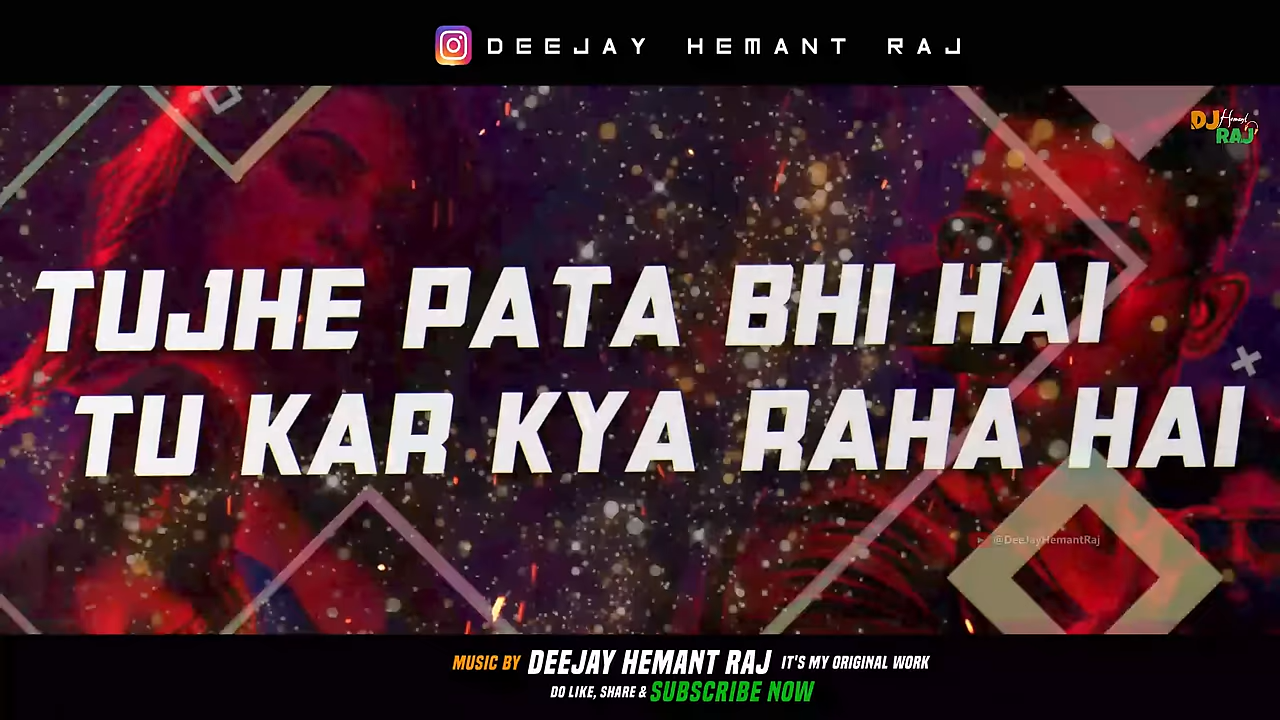 DEEJAY HEMANT RAJ
DJ Hemant
RAJ
TUJHE PATA BHI HAI
TU KAR KYA RAHA HAI
@DeeJayHemantRaj
MUSIC BY DEEJAY HEMANT RAJ IT'S MY ORIGINAL WORK
DO LIKE, SHARE & SUBSCRIBE NOW